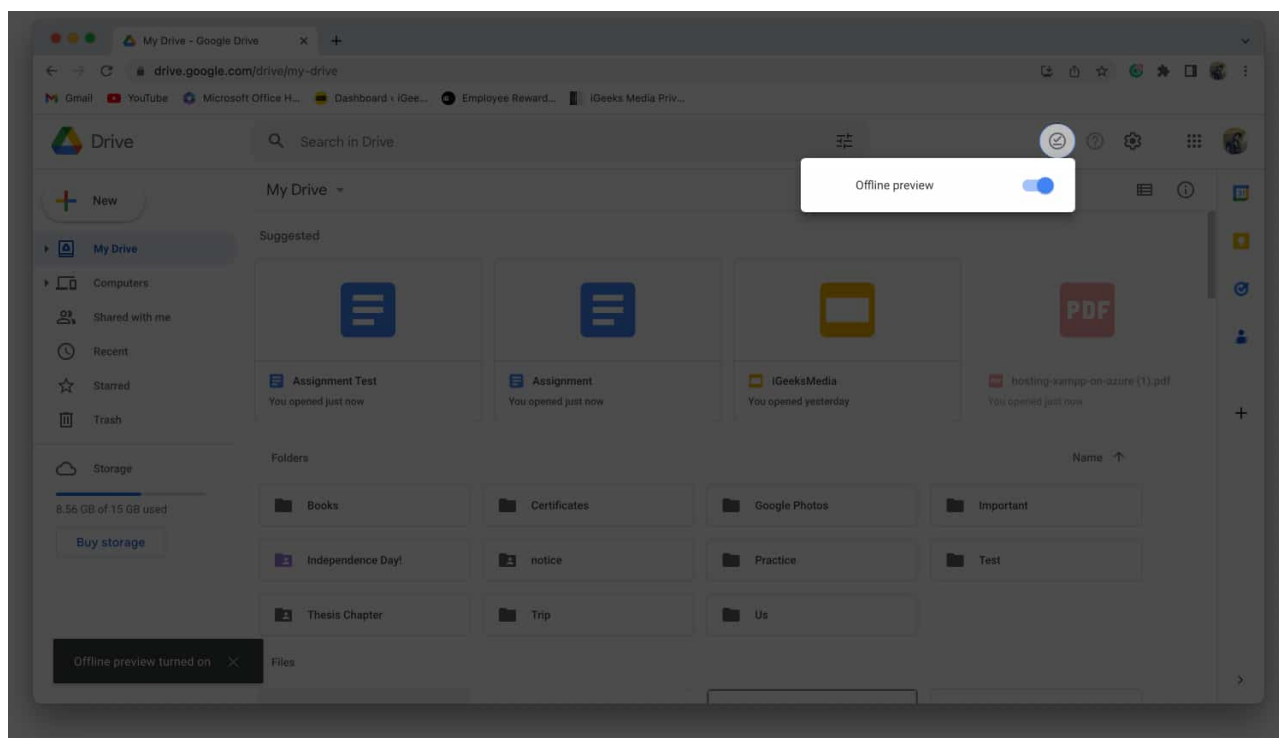 My Drive - Google Drive
drive.google.com/drive/my-drive
Gmail YouTube Microsoft Office H... Dashboard ‹ iGee... Employee Reward... iGeeks Media Priv...
Drive
Search in Drive
Offline preview
New
My Drive
Suggested
My Drive
Computers
Shared with me
Recent
Starred
Trash
Storage
8.56 GB of 15 GB used
Buy storage
PDF
Assignment Test
You opened just now
Assignment
You opened just now
iGeeksMedia
You opened yesterday
hosting-xampp-on-azure (1).pdf
You opened just now
Folders
Name
Books
Certificates
Google Photos
Important
Independence Day!
notice
Practice
Test
Thesis Chapter
Trip
Us
Offline preview turned on
Files